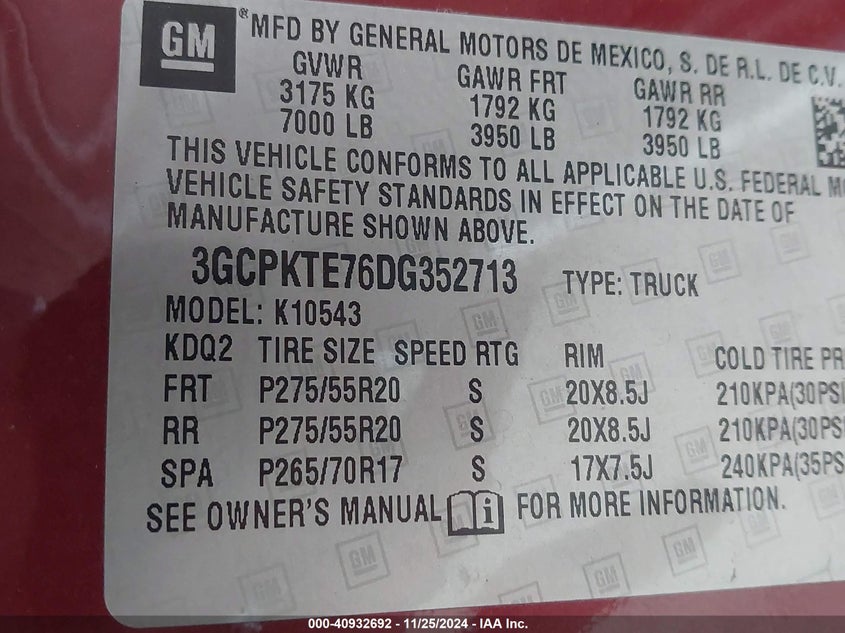 GM
® MFD BY GENERAL MOTORS DE MEXICO, S. DE R.L. DE C.V.
GVWR GAWR FRT GAWR RR
3175 KG 1792 KG 1792 KG
7000 LB 3950 LB 3950 LB
THIS VEHICLE CONFORMS TO ALL APPLICABLE U.S. FEDERAL MO
VEHICLE SAFETY STANDARDS IN EFFECT ON THE DATE OF
MANUFACTURE SHOWN ABOVE.
3GCPKTE76DG352713 TYPE: TRUCK
MODEL: K10543
KDQ2 TIRE SIZE SPEED RTG RIM COLD TIRE PR
FRT P275/55R20 S 20X8.5J 210KPA(30PSI
RR P275/55R20 S 20X8.5J 210KPA(30PSI
SPA P265/70R17 S 17X7.5J 240KPA(35PS
SEE OWNER'S MANUAL i FOR MORE INFORMATION.
000-40932692 - 11/25/2024 - IAA Inc.